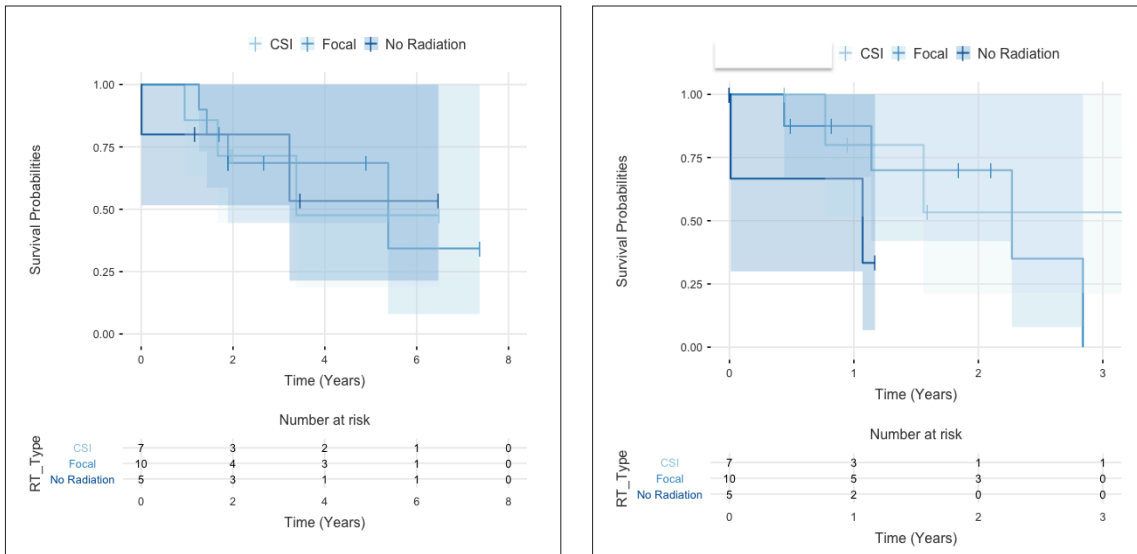 CSI Focal No Radiation
1.00
0.75
0.50
0.25
0.00
Survival Probabilities
0 2 4 6 8
Time (Years)
Number at risk
RT_Type
CSI 7 3 2 1 0
Focal 10 4 3 1 0
No Radiation 5 3 1 1 0
0 2 4 6 8
Time (Years)
CSI Focal No Radiation
1.00
0.75
0.50
0.25
0.00
Survival Probabilities
0 1 2 3
Time (Years)
Number at risk
RT_Type
CSI 7 3 1 1
Focal 10 5 3 0
No Radiation 5 2 0 0
0 1 2 3
Time (Years)